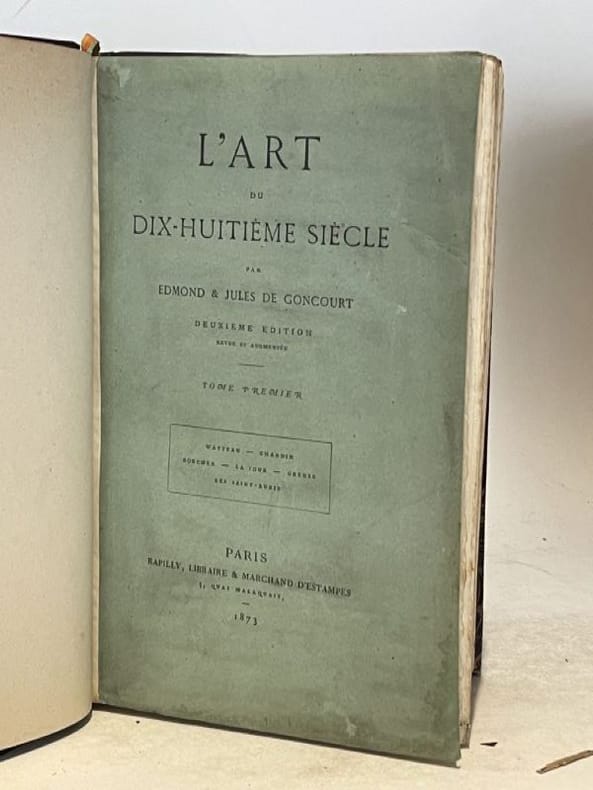 L'ART
DU
DIX-HUITIÈME SIÈCLE
PAR
EDMOND & JULES DE GONCOURT
DEUXIÈME EDITION
REVUE ET AUGMENTÉE
TOME PREMIER
WATTEAU — CHARDIN
BOUCHER — LA TOUR — GREUZE
LES SAINT-AUBIN
PARIS
RAPILLY, LIBRAIRE & MARCHAND D'ESTAMPES
5, QUAI MALAQUAIS,
1873